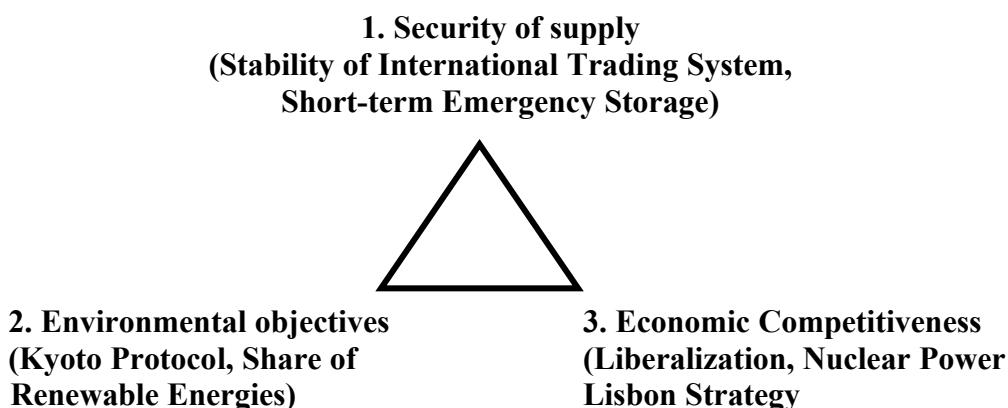 1. Security of supply
(Stability of International Trading System,
Short-term Emergency Storage)
2. Environmental objectives
(Kyoto Protocol, Share of
Renewable Energies)
3. Economic Competitiveness
(Liberalization, Nuclear Power
Lisbon Strategy